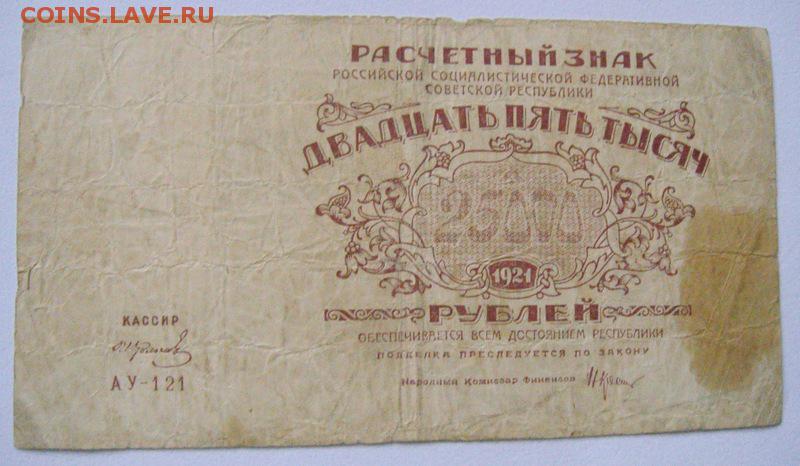 COINS.LAVE.RU
РАСЧЕТНЫЙ ЗНАК
РОССИЙСКОЙ СОЦИАЛИСТИЧЕСКОЙ ФЕДЕРАТИВНОЙ
СОВЕТСКОЙ РЕСПУБЛИКИ
ДВАДЦАТЬ ПЯТЬ ТЫСЯЧ
25000
1921
РУБЛЕЙ
ОБЕСПЕЧИВАЕТСЯ ВСЕМ ДОСТОЯНИЕМ РЕСПУБЛИКИ
ПОДДЕЛКА ПРЕСЛЕДУЕТСЯ ПО ЗАКОНУ
Народный Комиссар Финансов
КАССИР
АУ-121